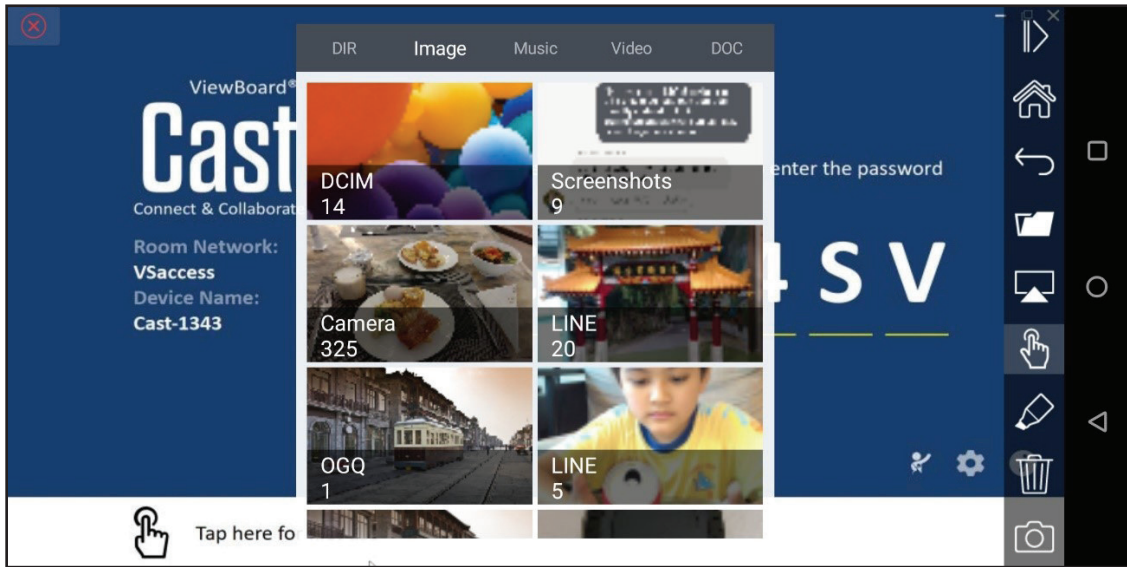 DIR Image Music Video DOC
ViewBoard®
Cast
Connect & Collaborat
Room Network:
VSaccess
Device Name:
Cast-1343
DCIM
14
Screenshots
9
Camera
325
LINE
20
OGQ
1
LINE
5
enter the password
S V
Tap here fo